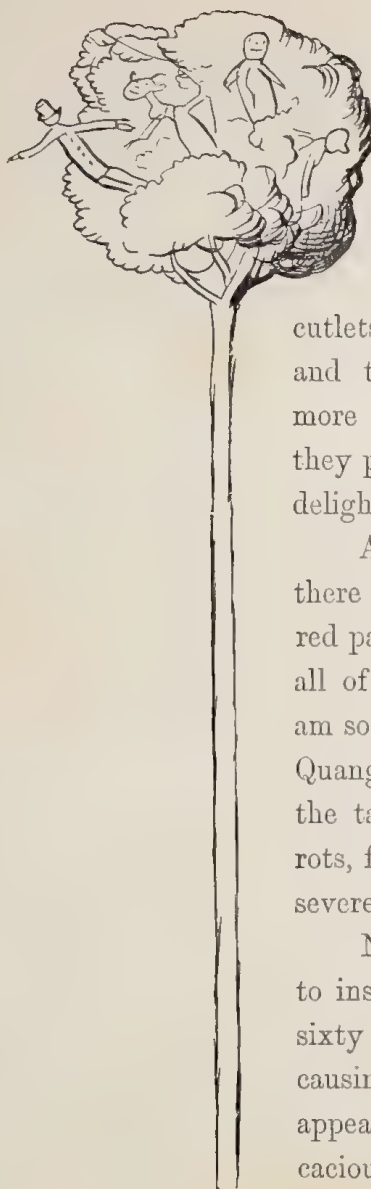 cutlets
and t
more
they p
deligh
A
there
red pa
all of
am so
Quang
the ta
rots, f
severe
N
to ins
sixty
causin
appea
caciou